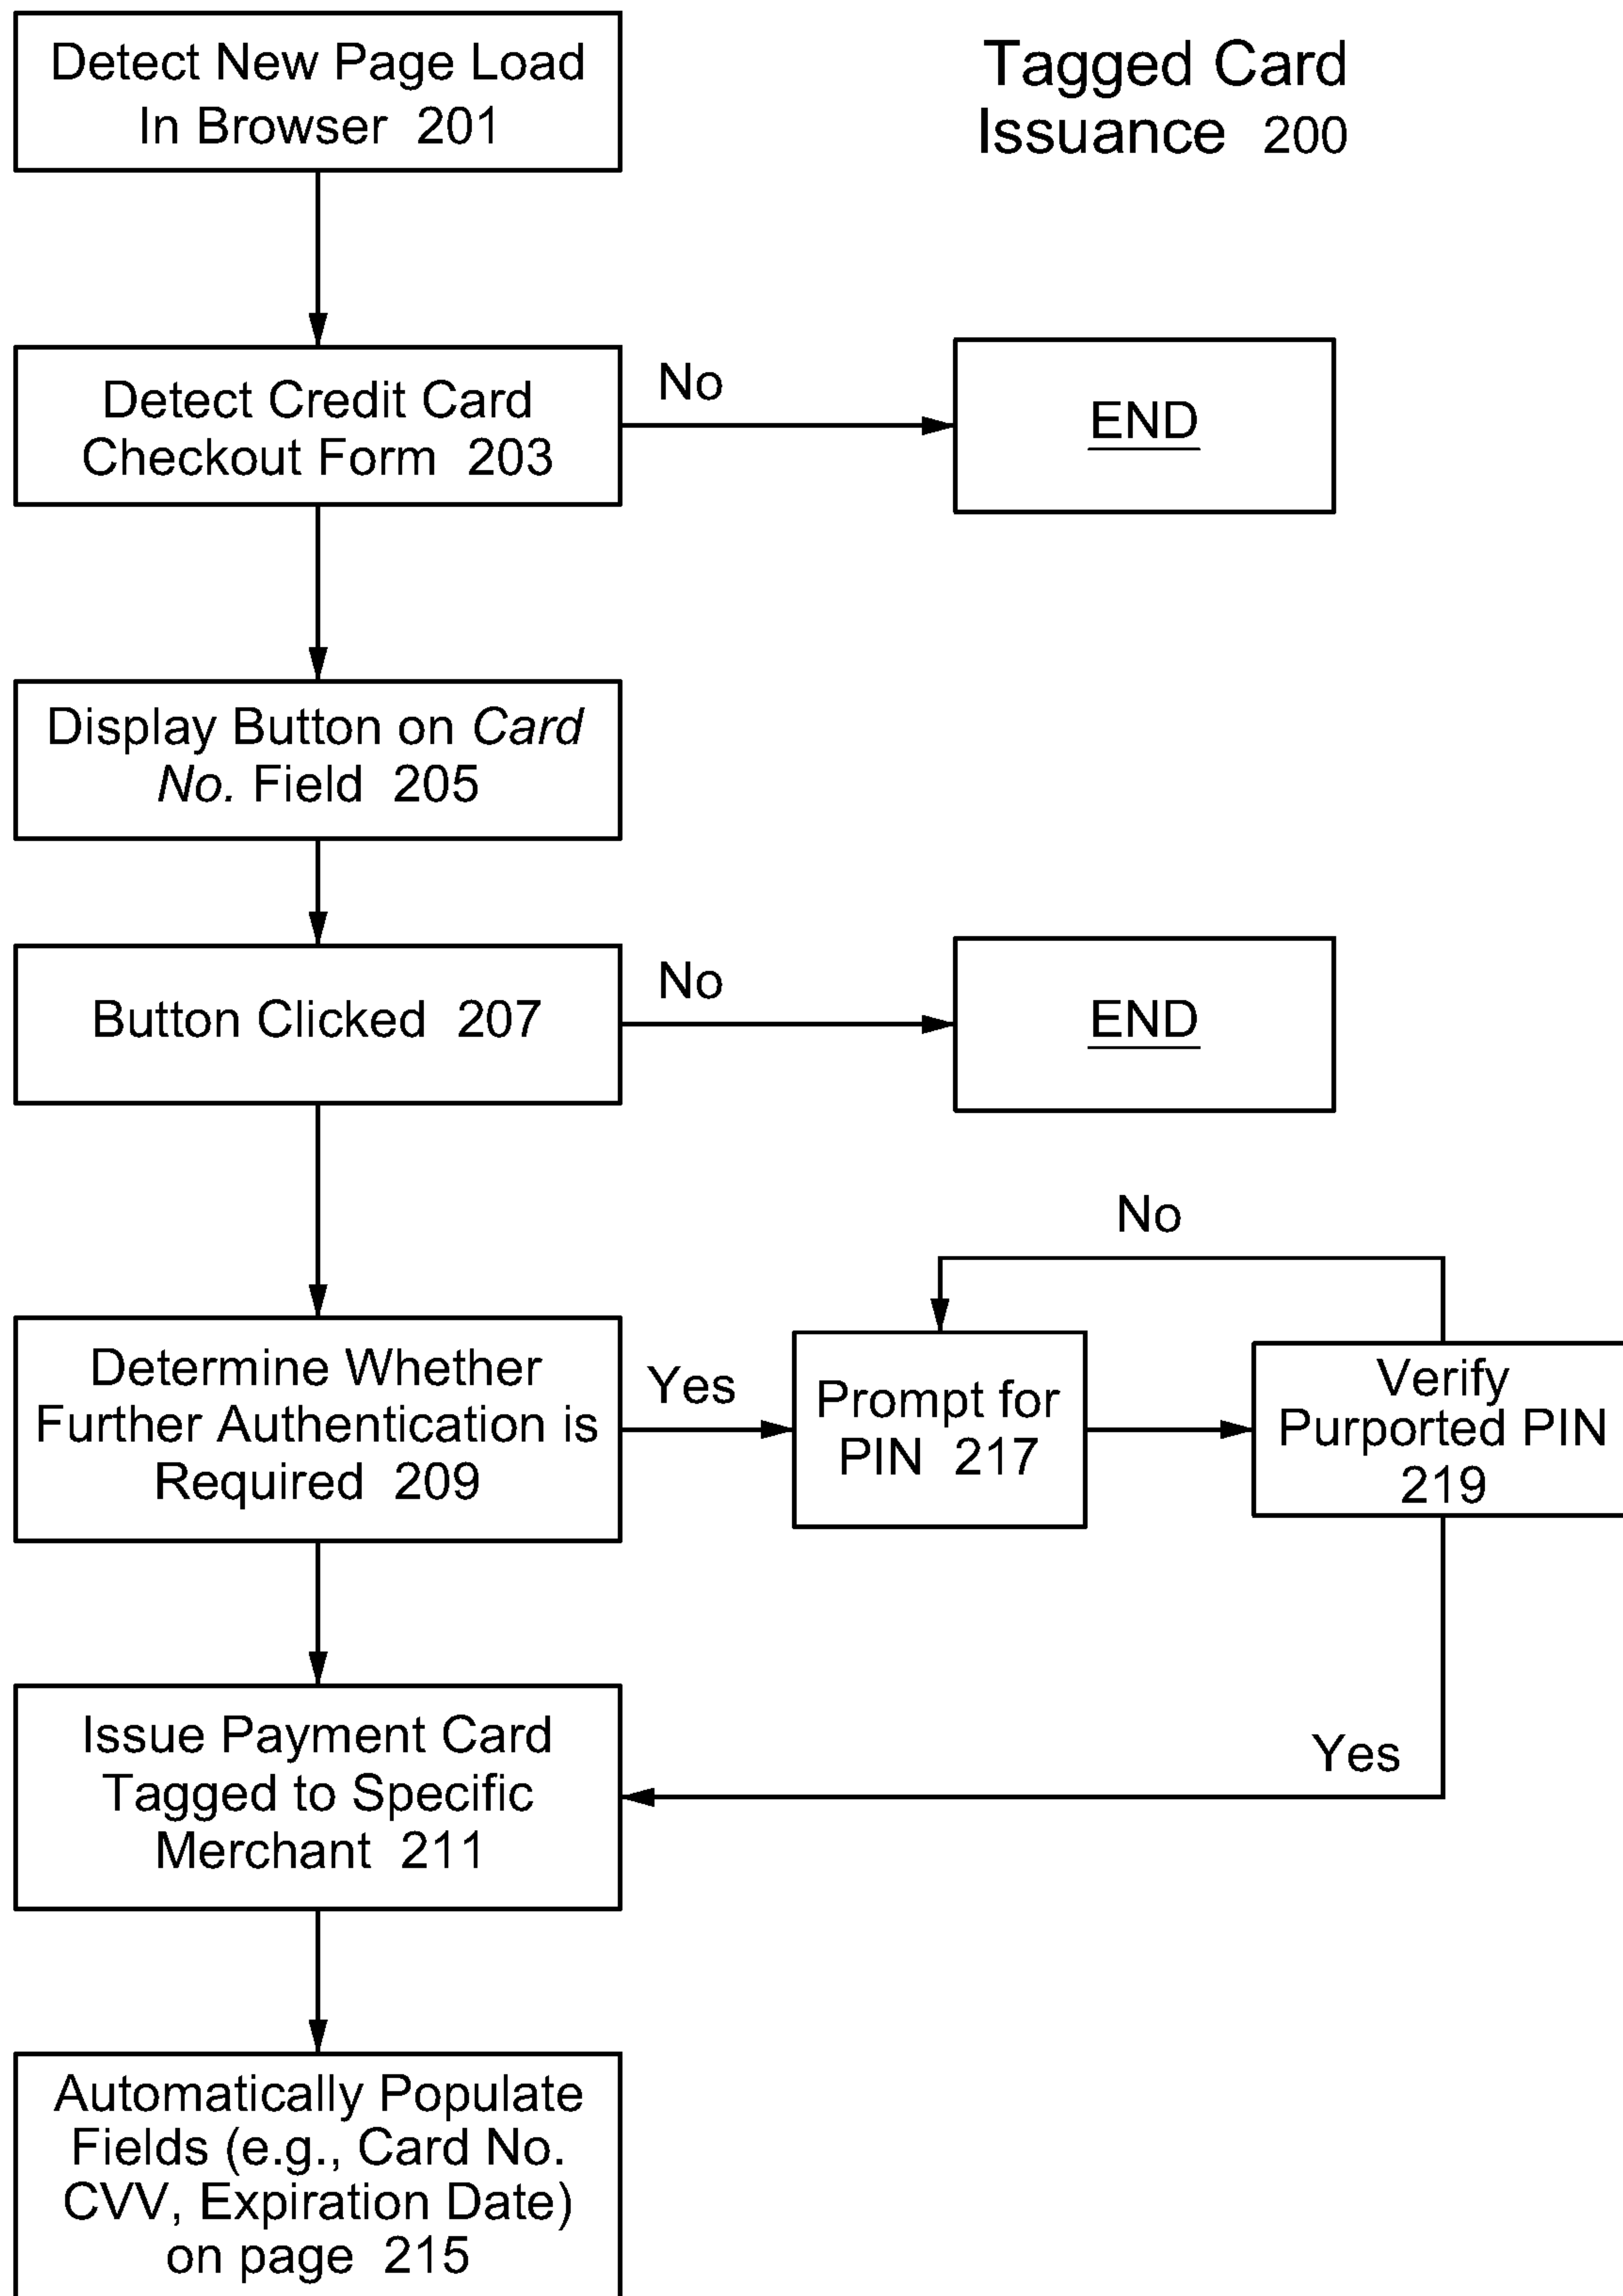 Detect New Page Load
In Browser 201
Tagged Card
Issuance 200
Detect Credit Card
Checkout Form 203
No
END
Display Button on Card
No. Field 205
Button Clicked 207
No
END
No
Determine Whether
Further Authentication is
Required 209
Yes
Prompt for
PIN 217
Verify
Purported PIN
219
Issue Payment Card
Tagged to Specific
Merchant 211
Yes
Automatically Populate
Fields (e.g., Card No.
CVV, Expiration Date)
on page 215